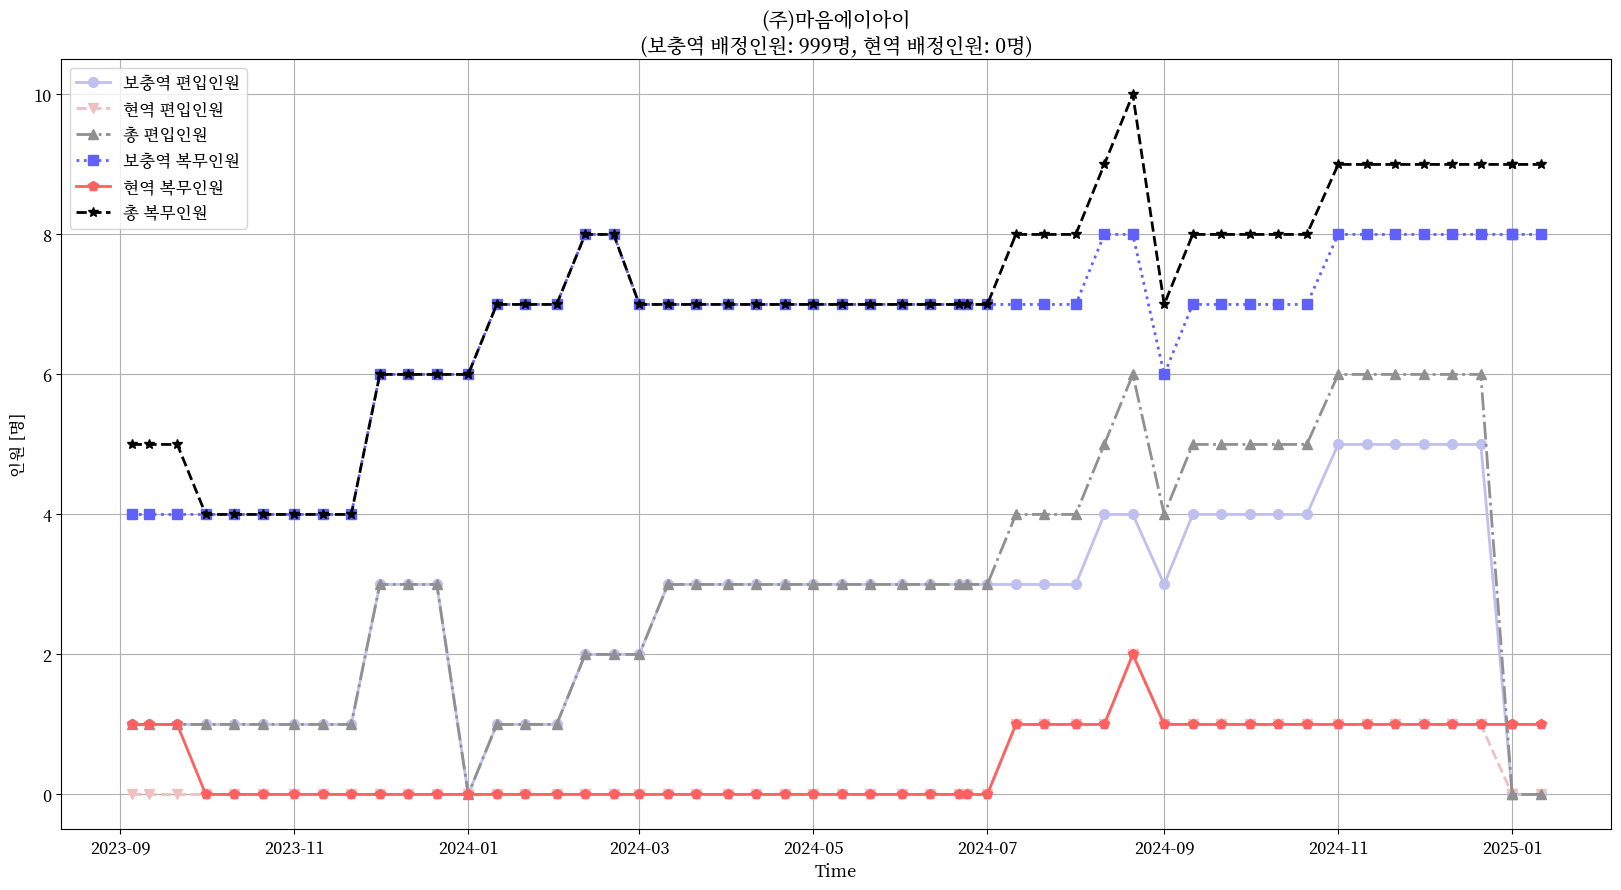 (주)마음에이아이
(보충역 배정인원: 999명, 현역 배정인원: 0명)
보충역 편입인원
현역 편입인원
총 편입인원
보충역 복무인원
현역 복무인원
총 복무인원
인원 [명]
10
8
6
4
2
0
2023-09 2023-11 2024-01 2024-03 2024-05 2024-07 2024-09 2024-11 2025-01
Time